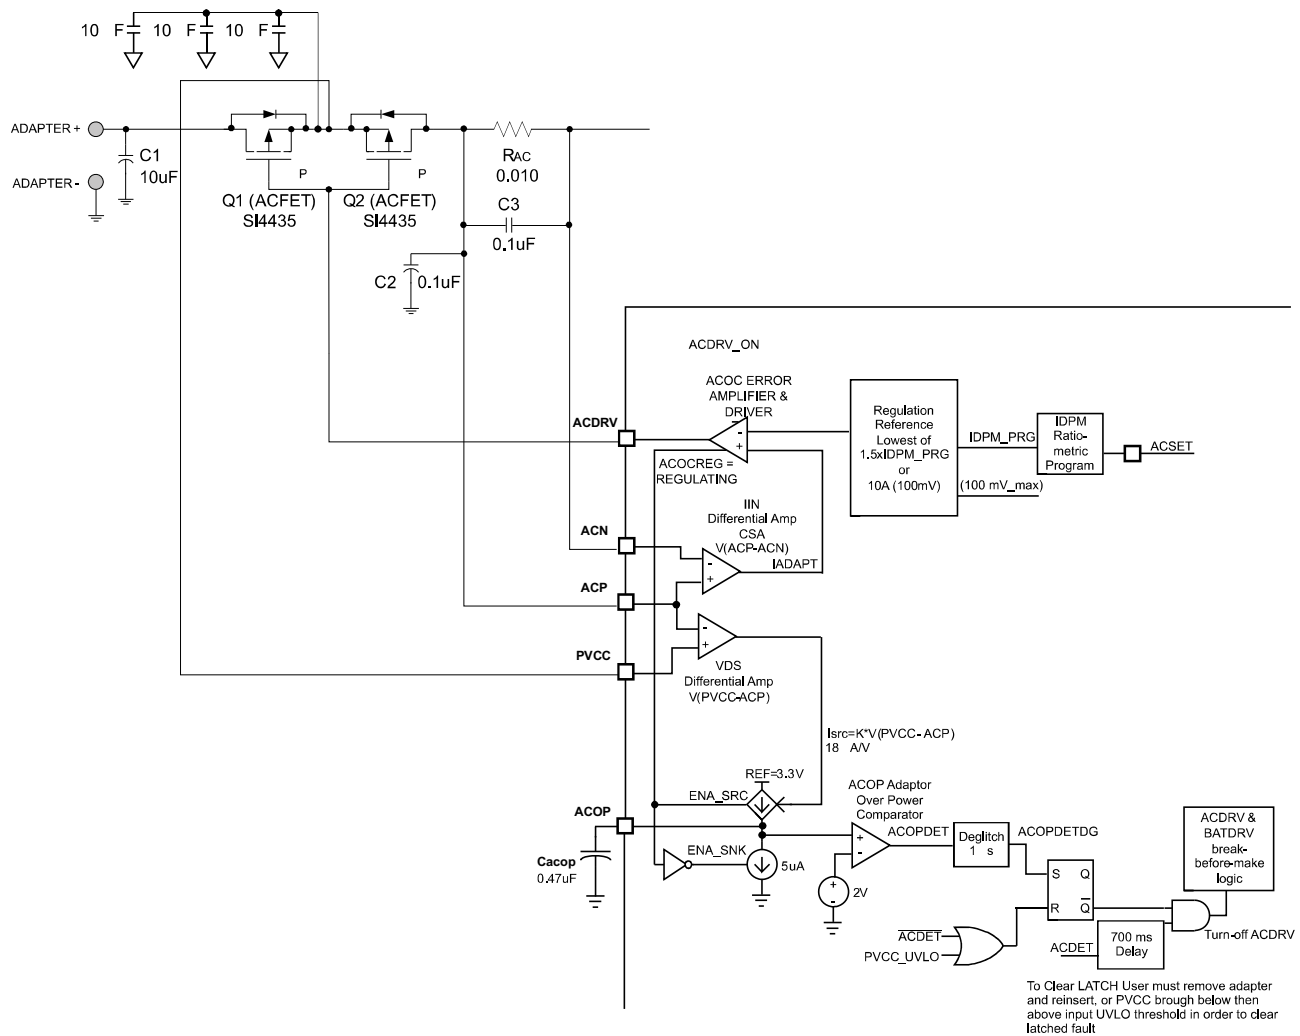 10 F 10 F 10 F
ADAPTER +
C1
10uF
ADAPTER -
P
P
Q1 (ACFET)
SI4435
Q2 (ACFET)
SI4435
RAC
0.010
C3
0.1uF
C2 0.1uF
ACDRV_ON
ACOC ERROR
AMPLIFIER &
DRIVER
ACDRV
-
+
ACOCREG =
REGULATING
Regulation
Reference
Lowest of
1.5xIDPM_PRG
or
10A (100mV)
IDPM_PRG
(100 mV_max)
IDPM
Ratio-
metric
Program
ACSET
IIN
Differential Amp
CSA
V(ACP-ACN)
ACN
-
+
IADAPT
ACP
-
+
PVCC
VDS
Differential Amp
V(PVCC-ACP)
Isrc=K*V(PVCC- ACP)
18 A/V
REF=3.3V
ENA_SRC
ACOP
Cacop
0.47uF
ENA_SNK
5uA
ACOP Adaptor
Over Power
Comparator
+
-
ACOPDET
+
-
2V
Deglitch
1 s
ACOPDETDG
S Q
R Q
ACDRV &
BATDRV
break-
before-make
logic
ACDET
PVCC_UVLO
ACDET
700 ms
Delay
Turn-off ACDRV
To Clear LATCH User must remove adapter
and reinsert, or PVCC brough below then
above input UVLO threshold in order to clear
latched fault